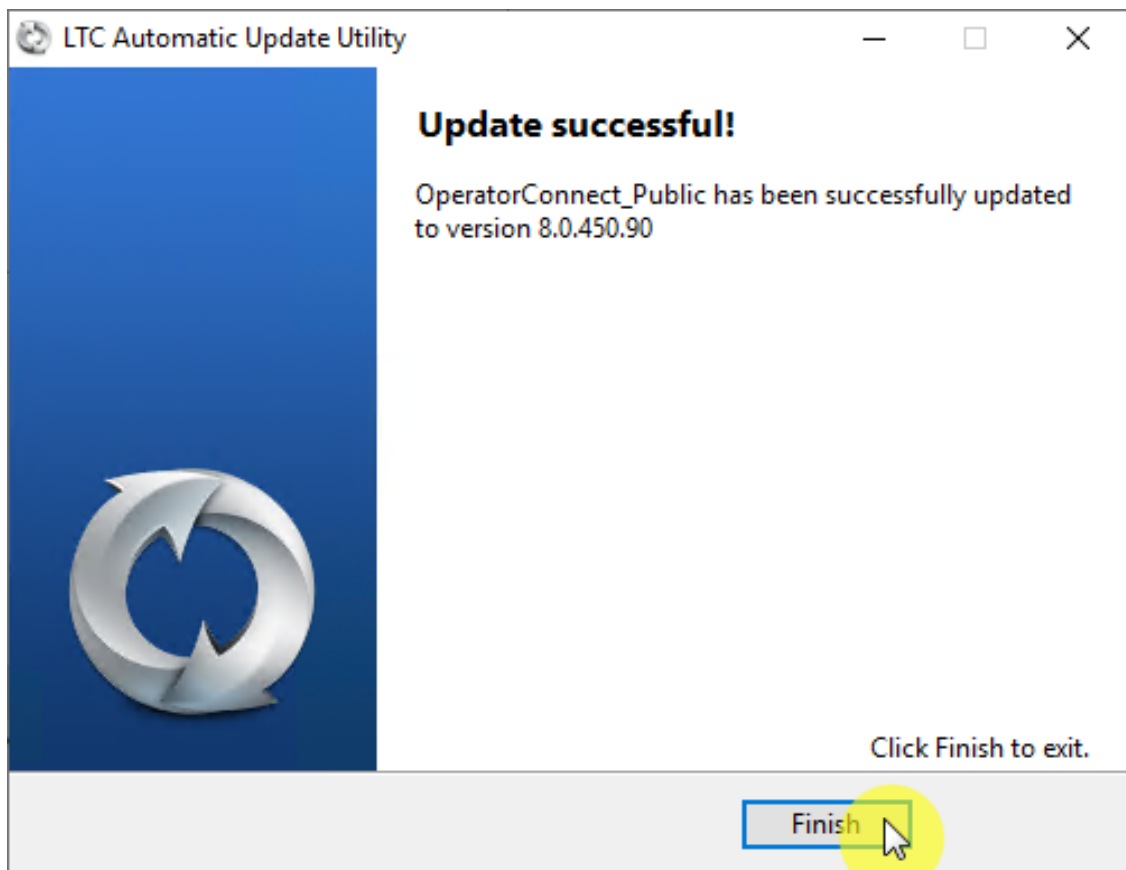 LTC Automatic Update Utility
Update successful!
OperatorConnect_Public has been successfully updated
to version 8.0.450.90
Click Finish to exit.
Finish